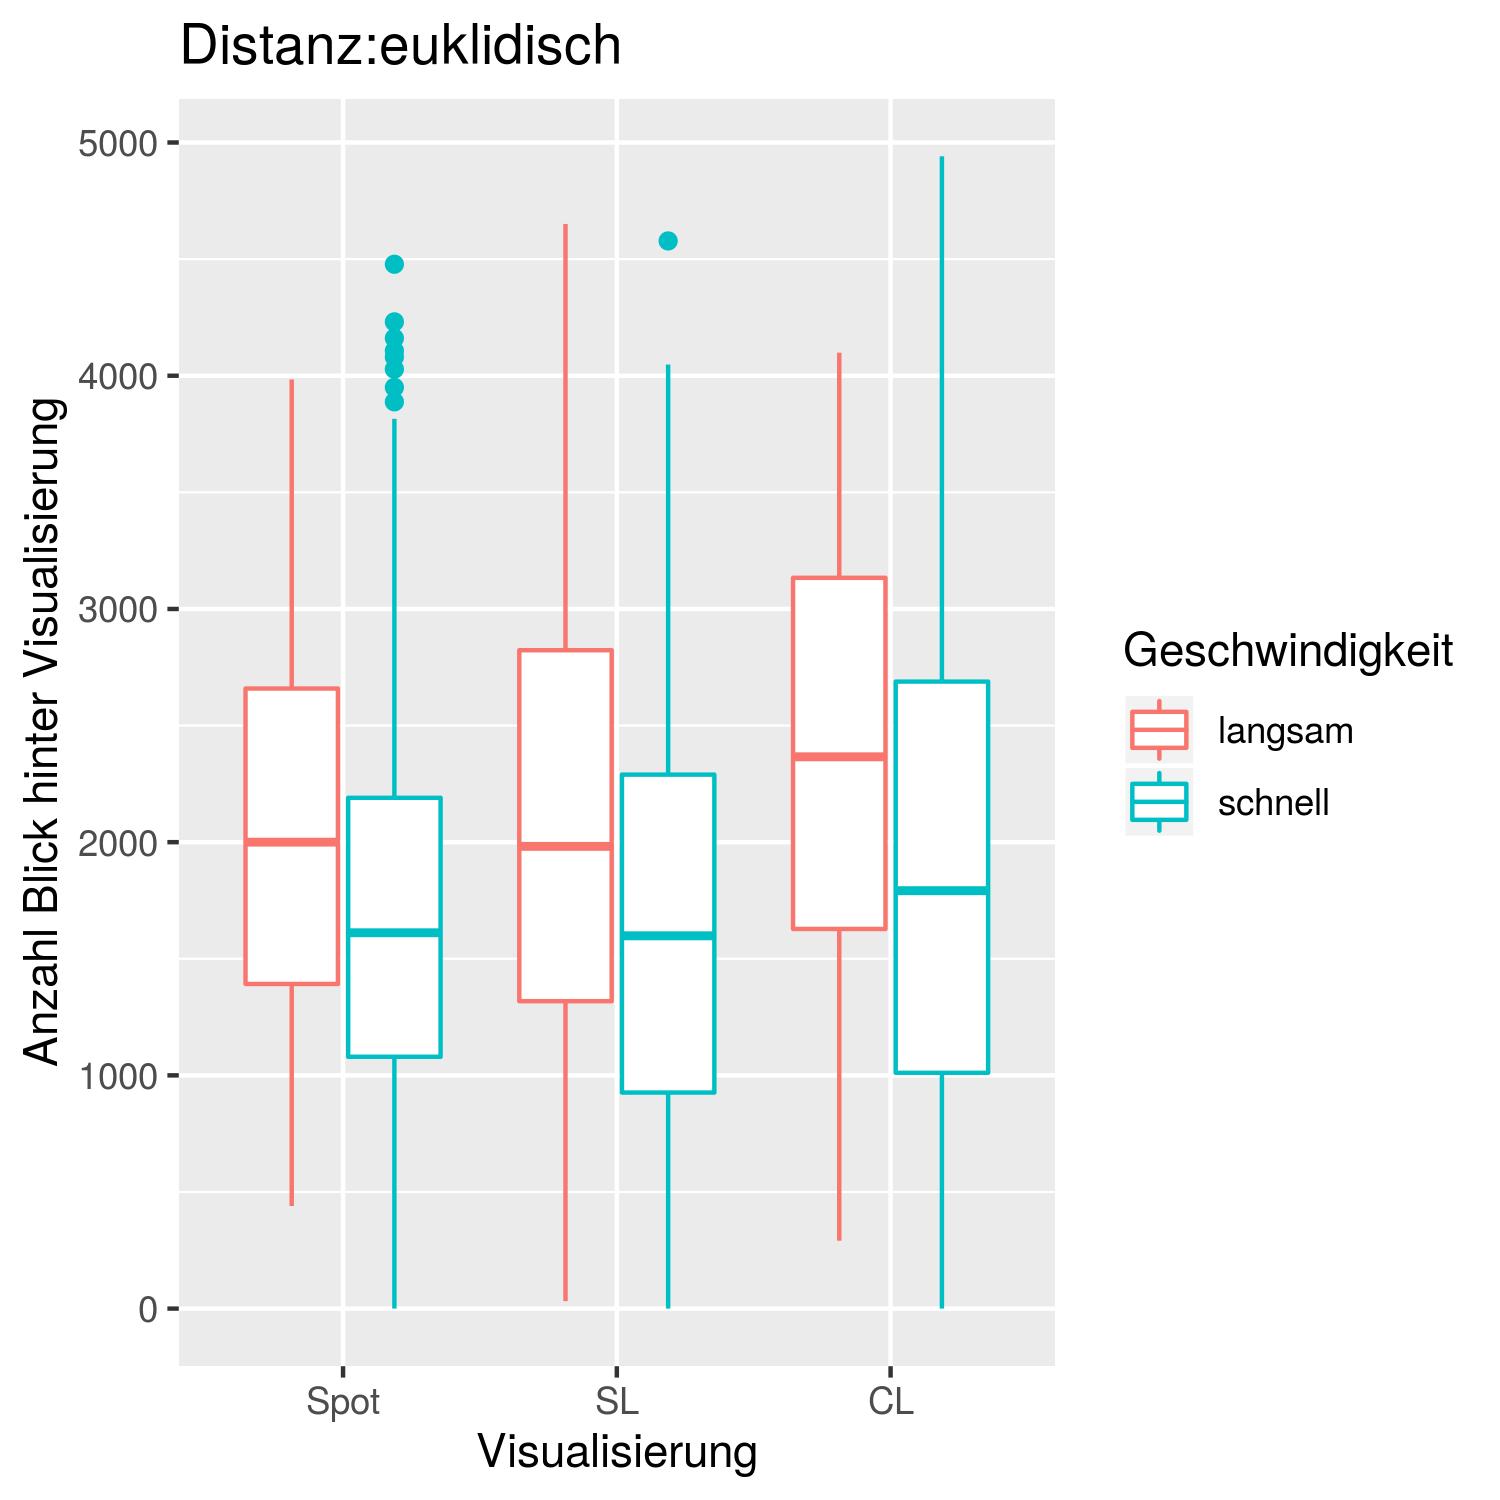 Distanz:euklidisch
Anzahl Blick hinter Visualisierung
5000
4000
3000
2000
1000
0
Spot SL CL
Visualisierung
Geschwindigkeit
langsam
schnell